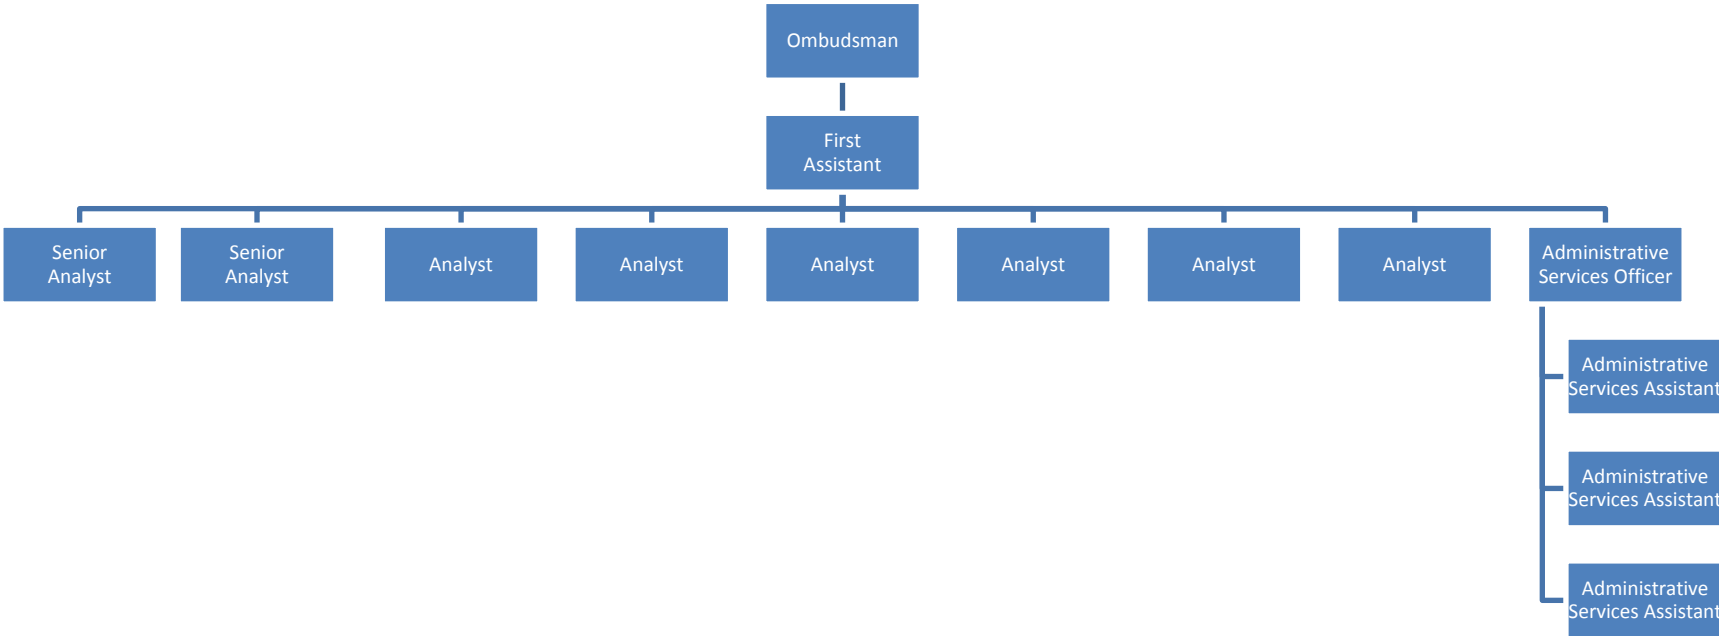 Ombudsman
First
Assistant
Senior
Analyst
Senior
Analyst
Analyst
Analyst
Analyst
Analyst
Analyst
Analyst
Administrative
Services Officer
Administrative
Services Assistant
Administrative
Services Assistant
Administrative
Services Assistant